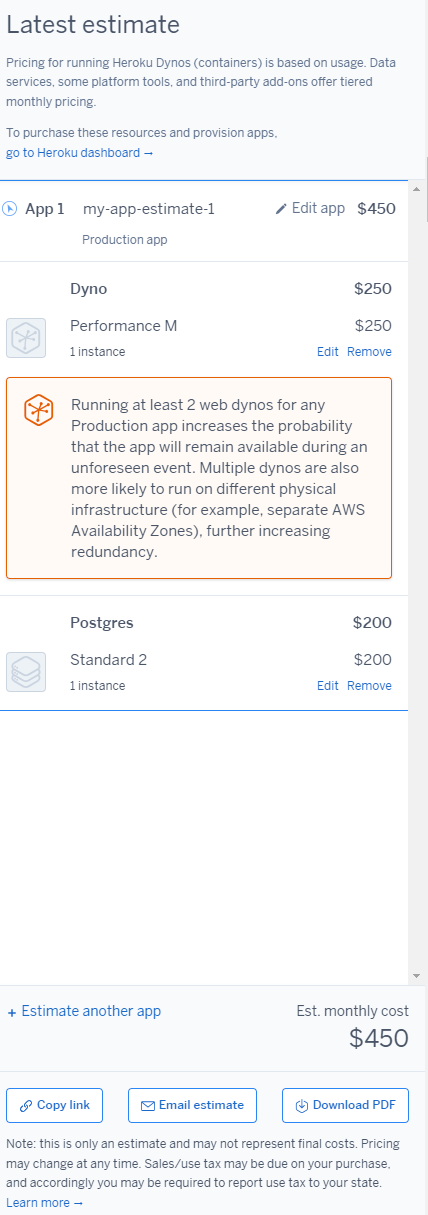 Latest estimate
Pricing for running Heroku Dynos (containers) is based on usage. Data
services, some platform tools, and third-party add-ons offer tiered
monthly pricing.
To purchase these resources and provision apps,
go to Heroku dashboard →
App 1 my-app-estimate-1 Edit app $450
Production app
Dyno $250
Performance M $250
1 instance Edit Remove
Running at least 2 web dynos for any
Production app increases the probability
that the app will remain available during an
unforeseen event. Multiple dynos are also
more likely to run on different physical
infrastructure (for example, separate AWS
Availability Zones), further increasing
redundancy.
Postgres $200
Standard 2 $200
1 instance Edit Remove
+ Estimate another app Est. monthly cost
$450
Copy link Email estimate Download PDF
Note: this is only an estimate and may not represent final costs. Pricing
may change at any time. Sales/use tax may be due on your purchase,
and accordingly you may be required to report use tax to your state.
Learn more →